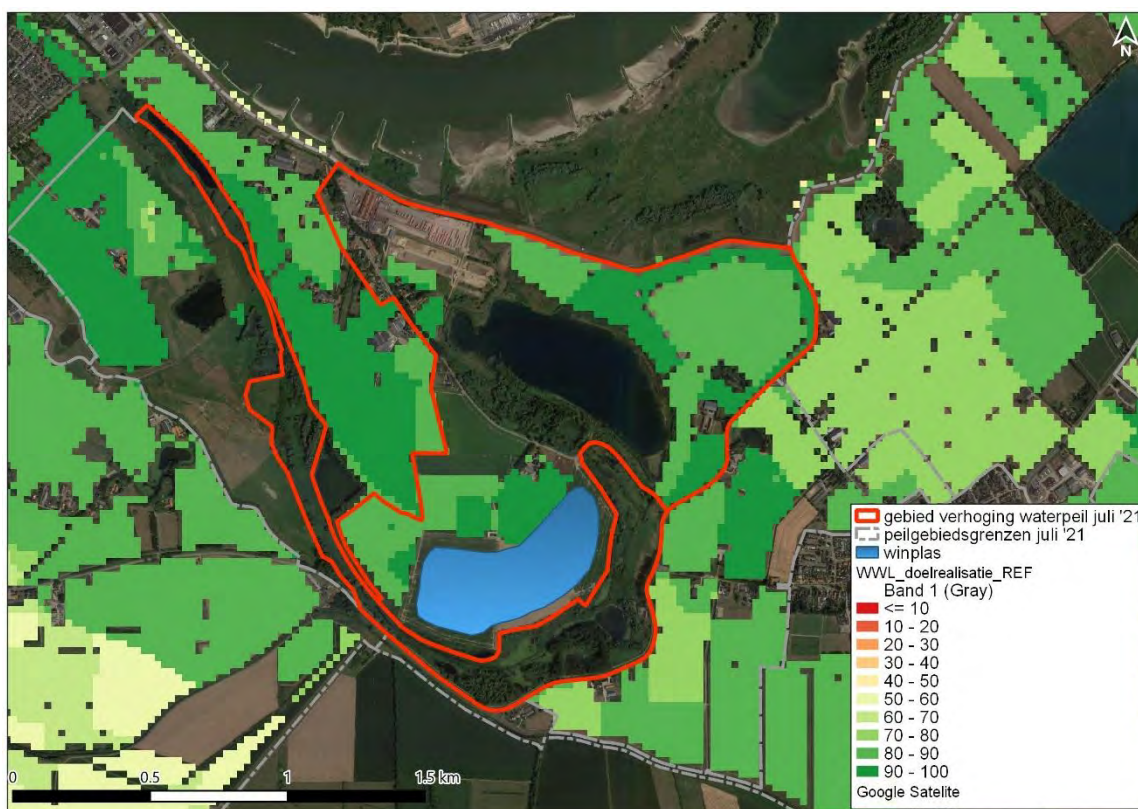 N
gebied verhoging waterpeil juli '21
peilgebiedsgrenzen juli '21
winplas
WWL_doelrealisatie_REF
Band 1 (Gray)
<= 10
10 - 20
20 - 30
30 - 40
40 - 50
50 - 60
60 - 70
70 - 80
80 - 90
90 - 100
Google Satelite
0 0.5 1 1.5 km